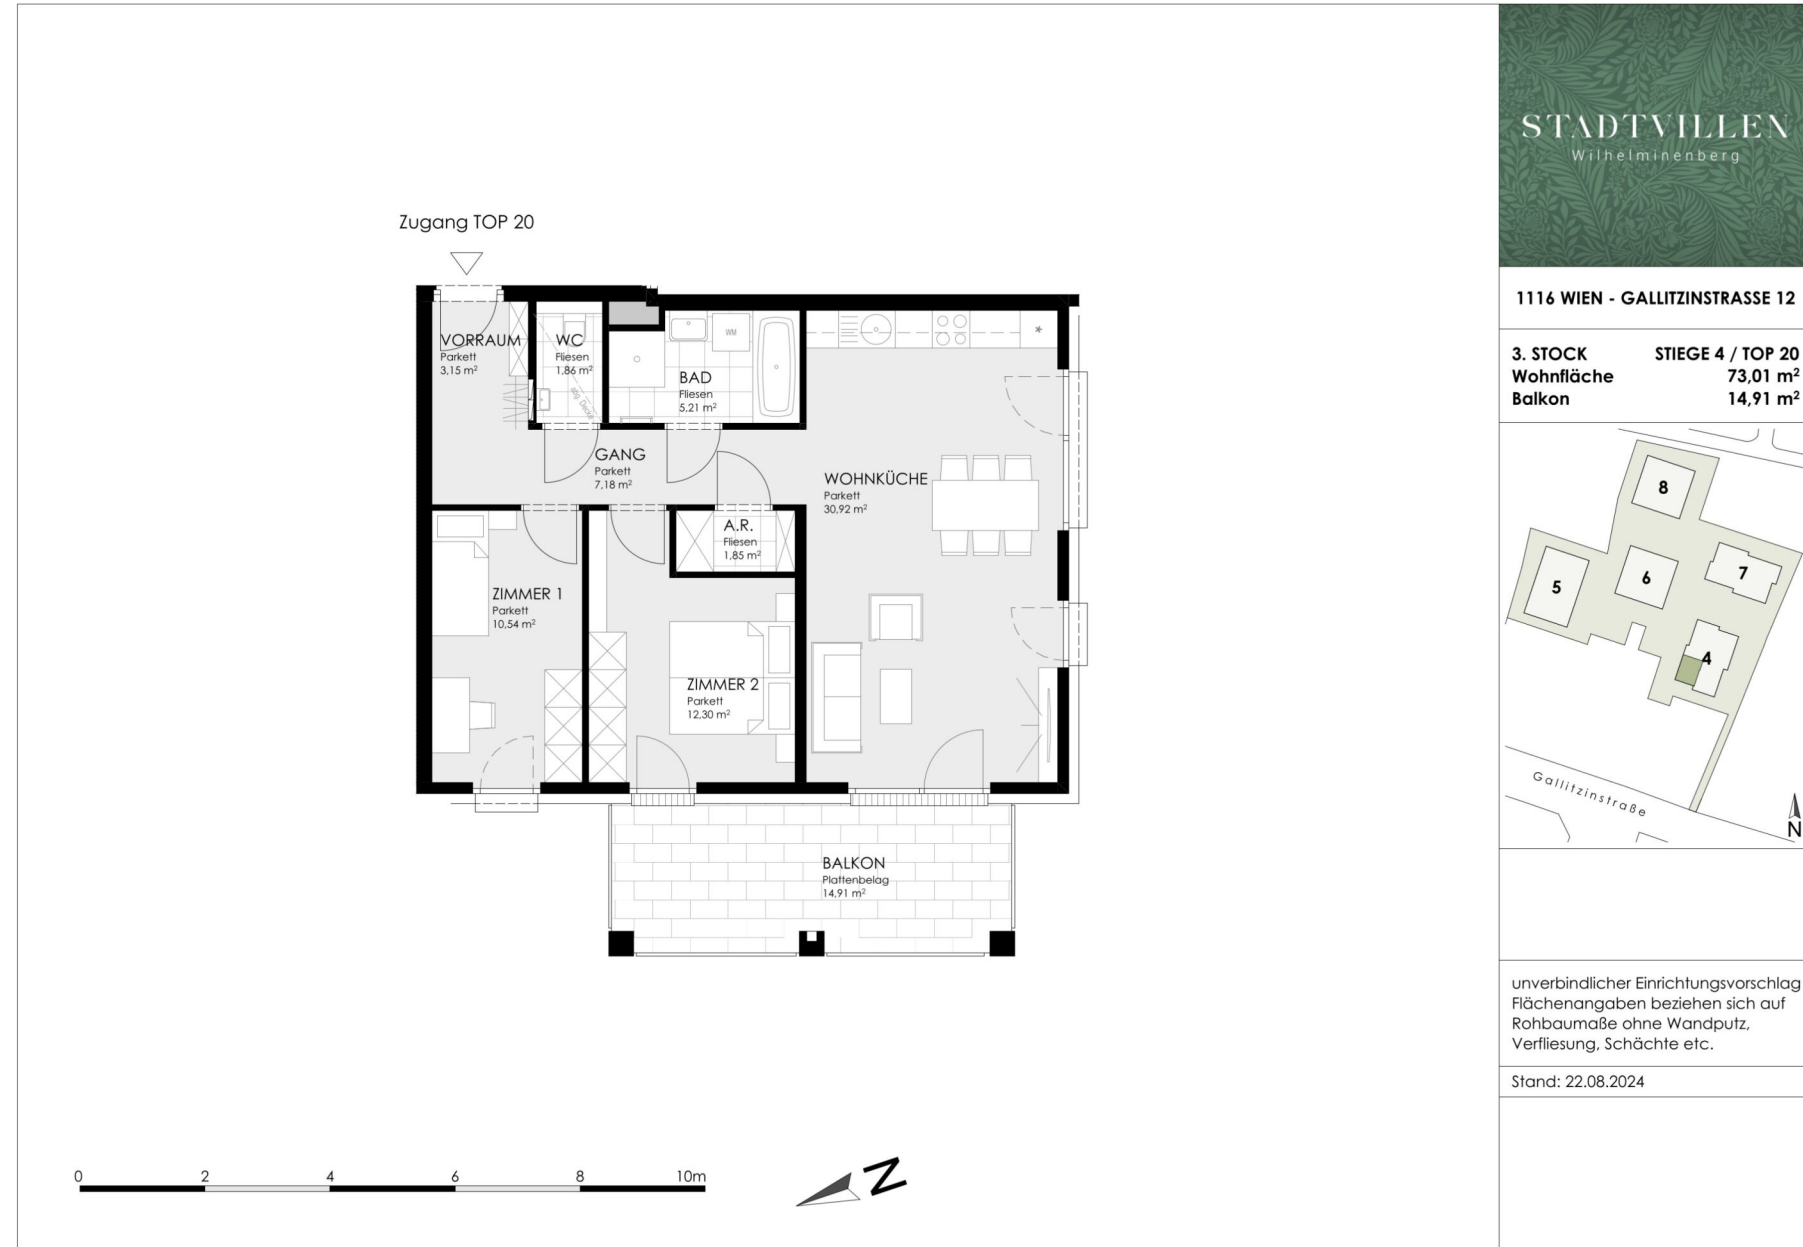 Zugang TOP 20
VORRAUM
Parkett
3,15 m²
WC
Fliesen
1,86 m²
abg. Decke
WM
BAD
Fliesen
5,21 m²
*
GANG
Parkett
7,18 m²
WOHNKÜCHE
Parkett
30,92 m²
A.R.
Fliesen
1,85 m²
ZIMMER 1
Parkett
10,54 m²
ZIMMER 2
Parkett
12,30 m²
BALKON
Plattenbelag
14,91 m²
0 2 4 6 8 10m
N
STADTVILLEN
Wilhelminenberg
1116 WIEN - GALLITZINSTRASSE 12
3. STOCK STIEGE 4 / TOP 20
Wohnfläche 73,01 m²
Balkon 14,91 m²
8
7
6
5
4
Gallitzinstraße
N
unverbindlicher Einrichtungsvorschlag
Flächenangaben beziehen sich auf
Rohbaumaße ohne Wandputz,
Verfliesung, Schächte etc.
Stand: 22.08.2024